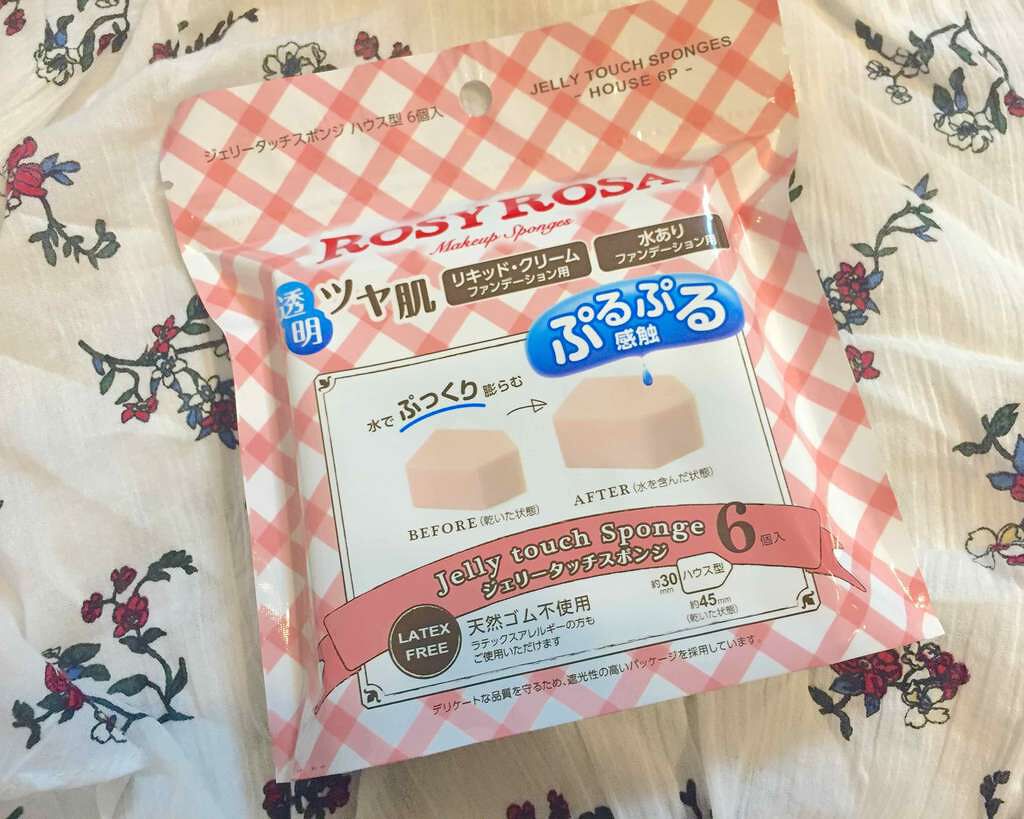 JELLY TOUCH SPONGES
- HOUSE 6P -
ジェリータッチスポンジ ハウス型 6個入
ROSY ROSA
Makeup Sponges
透明
ツヤ肌
リキッド・クリーム
ファンデーション用
水あり
ファンデーション用
ぷるぷる
感触
水でぷっくり膨らむ
BEFORE(乾いた状態)
AFTER(水を含んだ状態)
Jelly touch Sponge
ジェリータッチスポンジ
6個入
LATEX
FREE
天然ゴム不使用
ラテックスアレルギーの方も
ご使用いただけます
約30mm
ハウス型
約45mm
(乾いた状態)
デリケートな品質を守るため、遮光性の高いパッケージを採用しています。